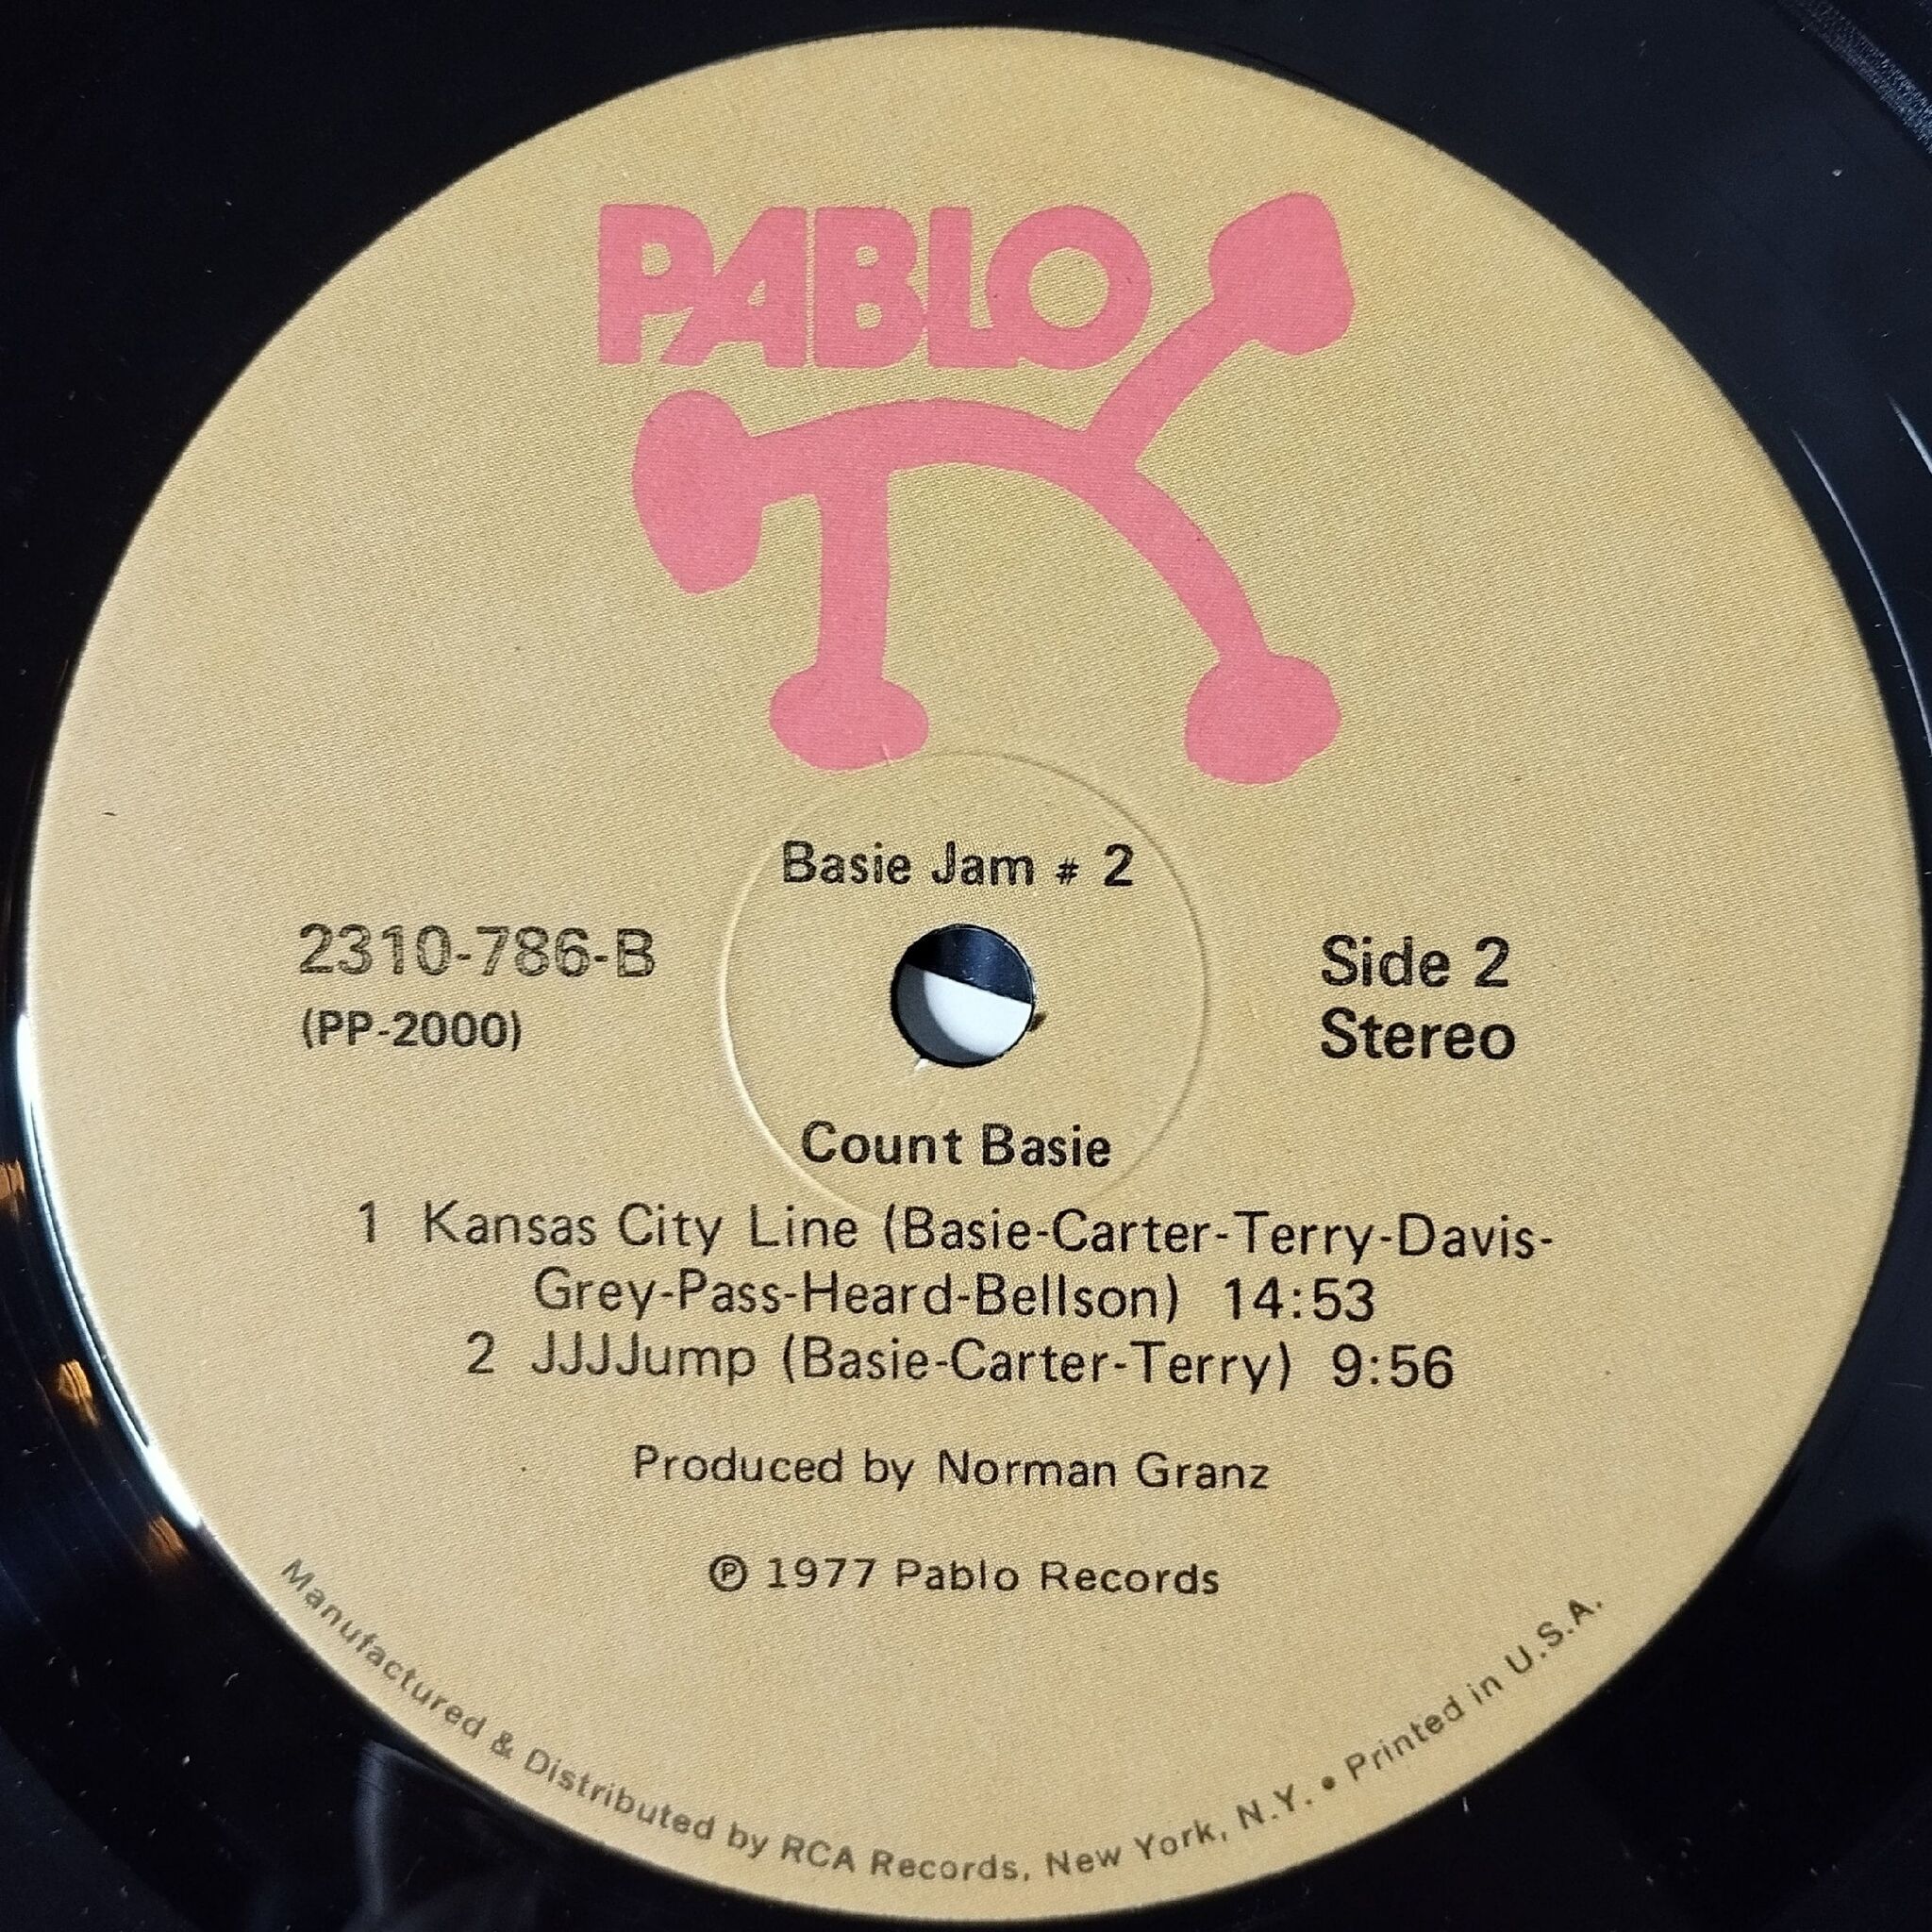 PABLO
Basie Jam # 2
2310-786-B
(PP-2000)
Side 2
Stereo
Count Basie
1 Kansas City Line (Basie-Carter-Terry-Davis-
Grey-Pass-Heard-Bellson) 14:53
2 JJJJump (Basie-Carter-Terry) 9:56
Produced by Norman Granz
℗ 1977 Pablo Records
Manufactured & Distributed by RCA Records, New York, N.Y. • Printed in U.S.A.